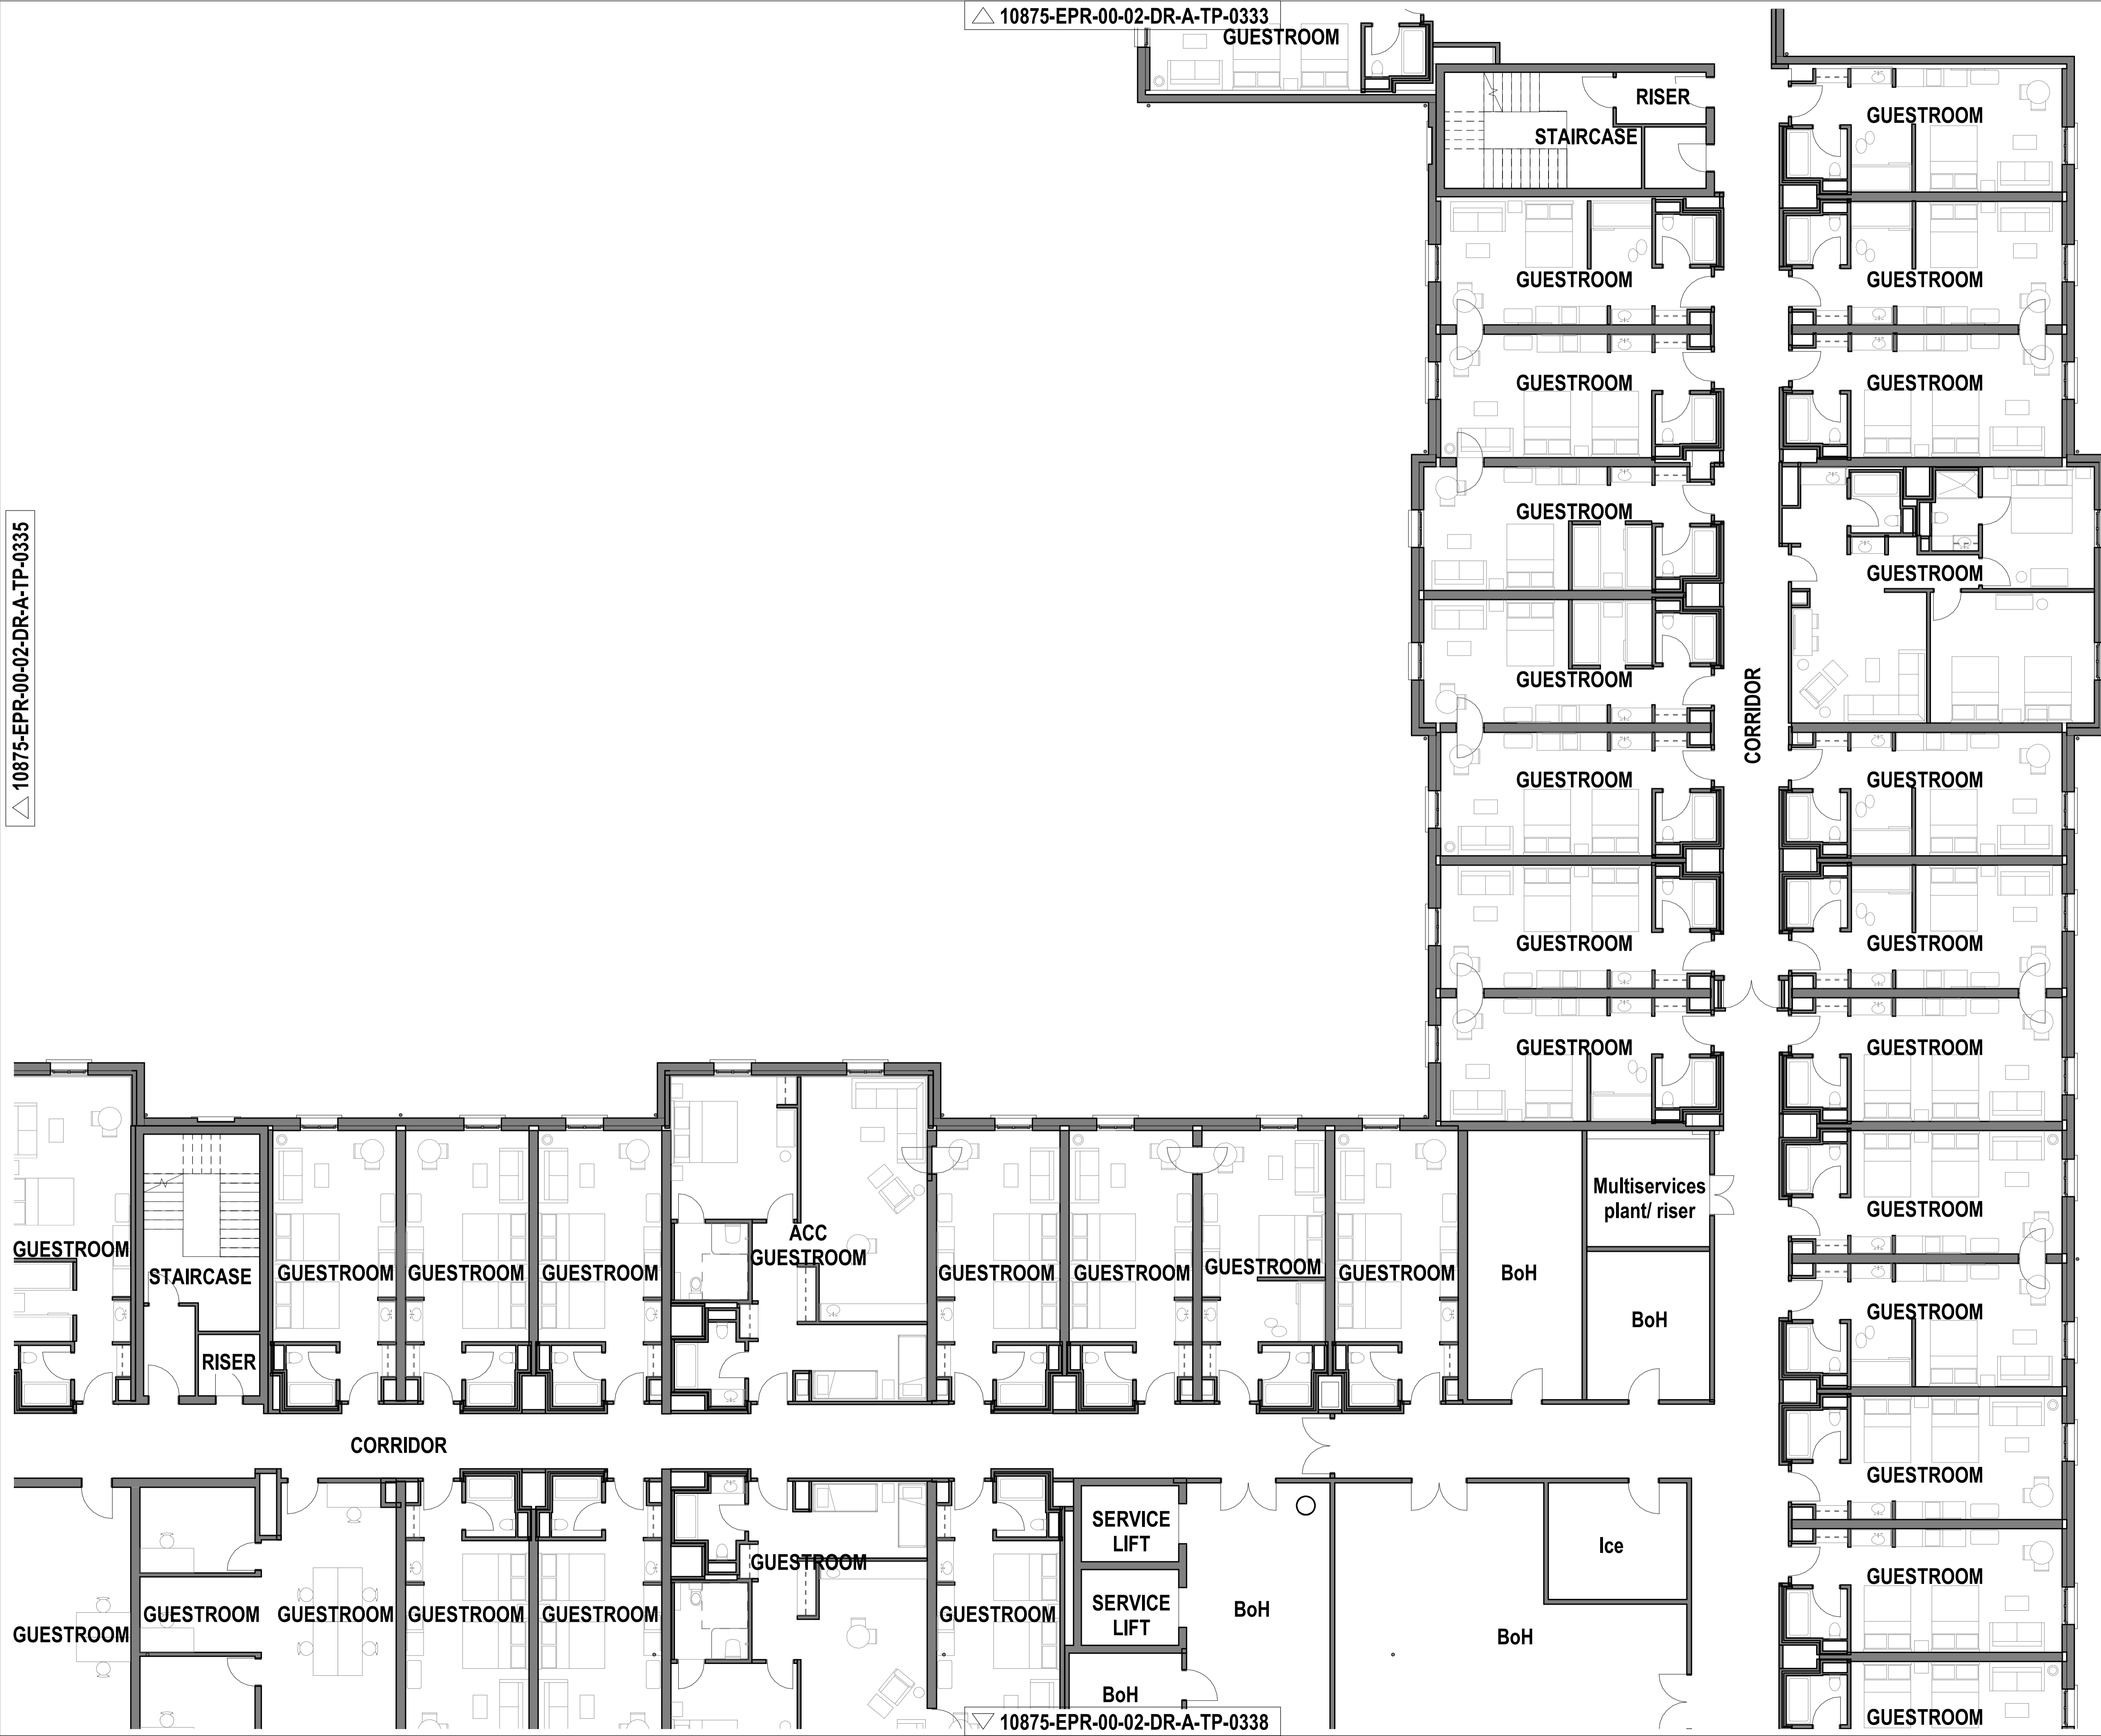 10875-EPR-00-02-DR-A-TP-0333
GUESTROOM
RISER
GUESTROOM
STAIRCASE
GUESTROOM
GUESTROOM
GUESTROOM
GUESTROOM
10875-EPR-00-02-DR-A-TP-0335
GUESTROOM
GUESTROOM
GUESTROOM
CORRIDOR
GUESTROOM
GUESTROOM
GUESTROOM
GUESTROOM
GUESTROOM
GUESTROOM
Multiservices
plant/ riser
GUESTROOM
ACC
GUESTROOM
GUESTROOM
STAIRCASE
GUESTROOM
GUESTROOM
GUESTROOM
GUESTROOM
GUESTROOM
GUESTROOM
GUESTROOM
BoH
BoH
GUESTROOM
RISER
CORRIDOR
GUESTROOM
SERVICE
LIFT
Ice
GUESTROOM
GUESTROOM
SERVICE
LIFT
GUESTROOM
GUESTROOM
GUESTROOM
GUESTROOM
GUESTROOM
GUESTROOM
BoH
BoH
BoH
GUESTROOM
10875-EPR-00-02-DR-A-TP-0338